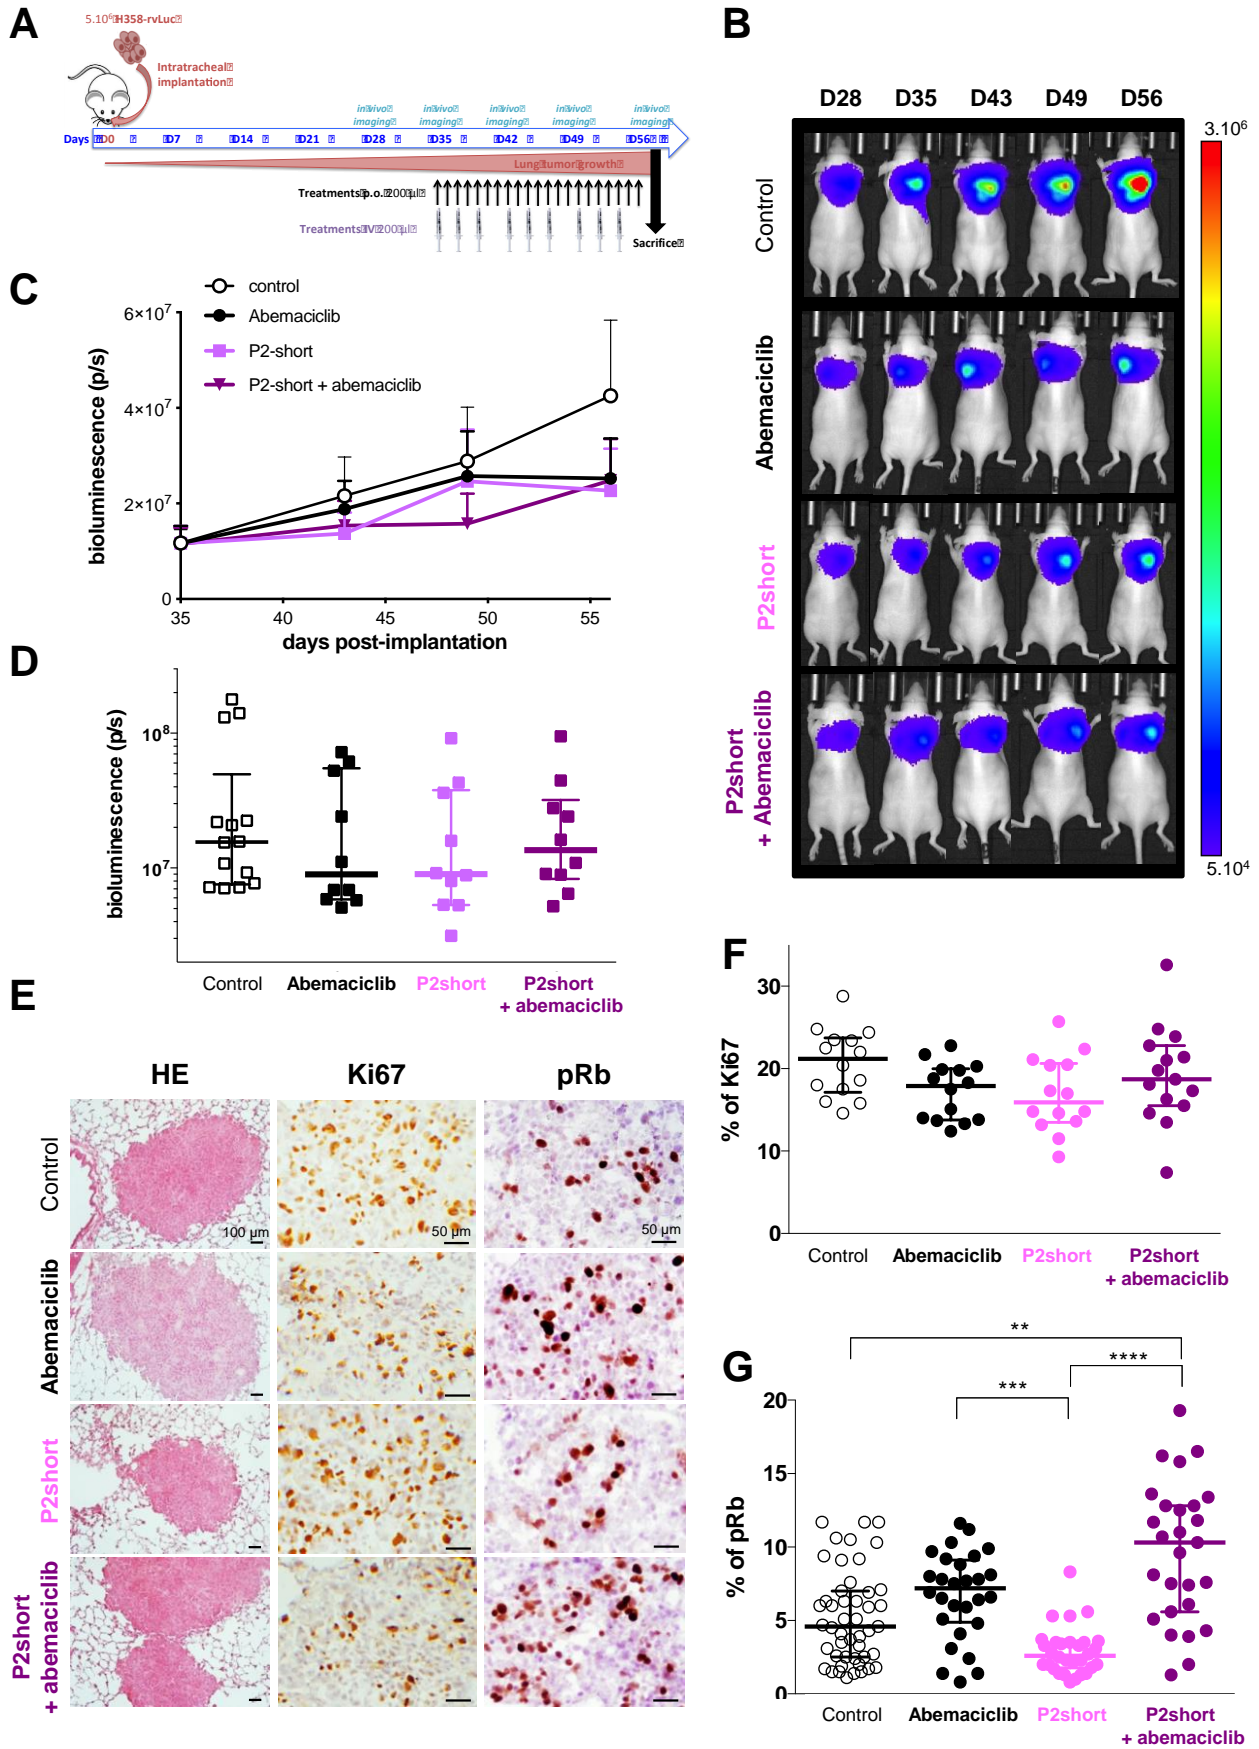 A
5.10⁶ H358-rvLuc
Intratracheal
implantation
in vivo imaging
in vivo imaging
in vivo imaging
in vivo imaging
in vivo imaging
Days D0 D7 D14 D21 D28 D35 D42 D49 D56
Lung tumor growth
Treatments p.o. 200 µl
Treatments IV 200 µl
Sacrifice
B
D28 D35 D43 D49 D56
Control
Abemaciclib
P2short
P2short
+ Abemaciclib
3.10⁶
5.10⁴
C
control
Abemaciclib
P2-short
P2-short + abemaciclib
bioluminescence (p/s)
6×10⁷
4×10⁷
2×10⁷
0
35 40 45 50 55
days post-implantation
D
bioluminescence (p/s)
10⁸
10⁷
Control Abemaciclib P2short P2short
+ abemaciclib
E
HE Ki67 pRb
Control
100 µm 50 µm 50 µm
Abemaciclib
P2short
P2short
+ abemaciclib
F
% of Ki67
30
20
10
0
Control Abemaciclib P2short P2short
+ abemaciclib
G
**
****
***
% of pRb
20
15
10
5
0
Control Abemaciclib P2short P2short
+ abemaciclib